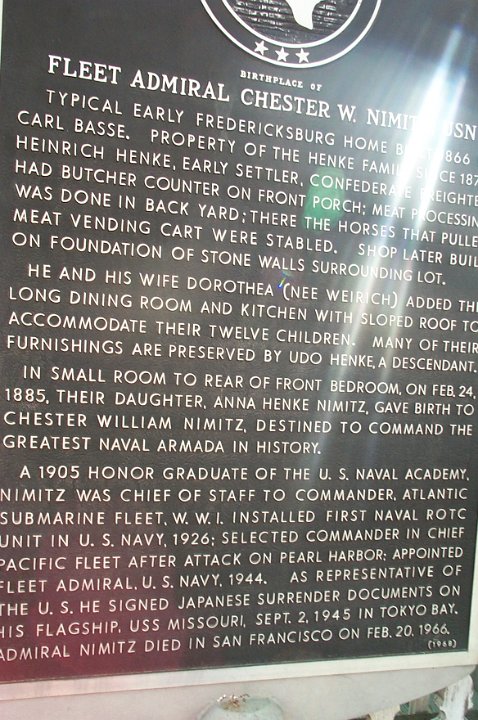 BIRTHPLACE OF
FLEET ADMIRAL CHESTER W. NIMIT USN
TYPICAL EARLY FREDERICKSBURG HOME B 1866
CARL BASSE. PROPERTY OF THE HENKE FAMI SINCE 187
HEINRICH HENKE, EARLY SETTLER, CONFEDERATE FREIGHTE
HAD BUTCHER COUNTER ON FRONT PORCH; MEAT PROCESSIN
WAS DONE IN BACK YARD; THERE THE HORSES THAT PULLE
MEAT VENDING CART WERE STABLED. SHOP LATER BUIL
ON FOUNDATION OF STONE WALLS SURROUNDING LOT.
HE AND HIS WIFE DOROTHEA (NEE WEIRICH) ADDED THE
LONG DINING ROOM AND KITCHEN WITH SLOPED ROOF TO
ACCOMMODATE THEIR TWELVE CHILDREN. MANY OF THEIR
FURNISHINGS ARE PRESERVED BY UDO HENKE, A DESCENDANT.
IN SMALL ROOM TO REAR OF FRONT BEDROOM, ON FEB. 24,
1885, THEIR DAUGHTER, ANNA HENKE NIMITZ, GAVE BIRTH TO
CHESTER WILLIAM NIMITZ, DESTINED TO COMMAND THE
GREATEST NAVAL ARMADA IN HISTORY.
A 1905 HONOR GRADUATE OF THE U. S. NAVAL ACADEMY,
NIMITZ WAS CHIEF OF STAFF TO COMMANDER, ATLANTIC
SUBMARINE FLEET, W. W. I. INSTALLED FIRST NAVAL ROTC
UNIT IN U. S. NAVY, 1926; SELECTED COMMANDER IN CHIEF
PACIFIC FLEET AFTER ATTACK ON PEARL HARBOR; APPOINTED
FLEET ADMIRAL, U. S. NAVY, 1944. AS REPRESENTATIVE OF
THE U. S. HE SIGNED JAPANESE SURRENDER DOCUMENTS ON
HIS FLAGSHIP, USS MISSOURI, SEPT. 2, 1945 IN TOKYO BAY.
ADMIRAL NIMITZ DIED IN SAN FRANCISCO ON FEB. 20, 1966.
(1968)